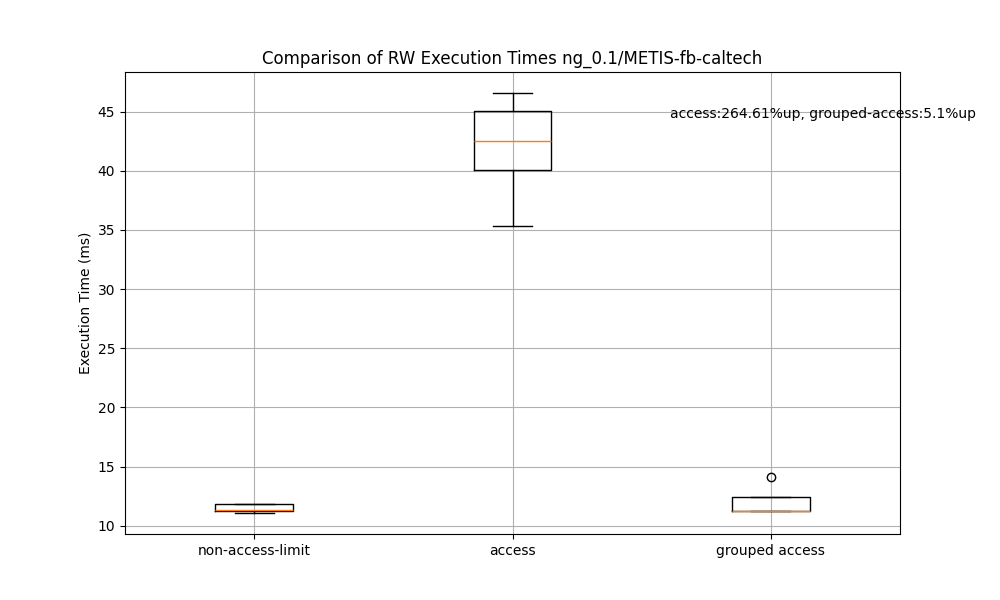 Comparison of RW Execution Times ng_0.1/METIS-fb-caltech
access:264.61%up, grouped-access:5.1%up
Execution Time (ms)
45
40
35
30
25
20
15
10
non-access-limit
access
grouped access